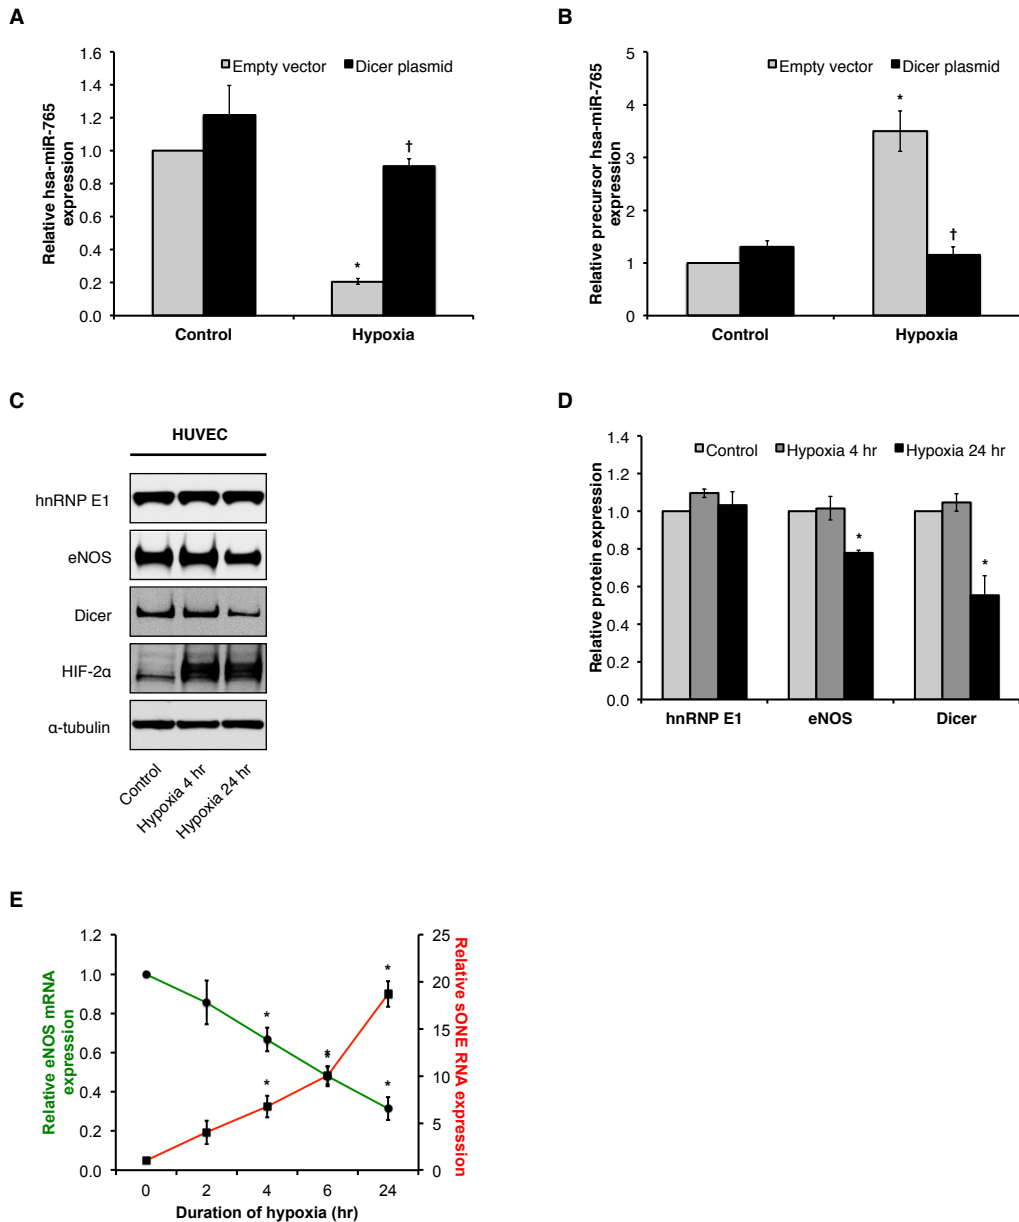 A
Relative hsa-miR-765
expression
1.6
1.4
1.2
1.0
0.8
0.6
0.4
0.2
0.0
Empty vector Dicer plasmid
*
†
Control Hypoxia
B
Relative precursor hsa-miR-765
expression
5
4
3
2
1
0
Empty vector Dicer plasmid
*
†
Control Hypoxia
C
HUVEC
hnRNP E1
eNOS
Dicer
HIF-2α
α-tubulin
Control
Hypoxia 4 hr
Hypoxia 24 hr
D
Relative protein expression
1.4
1.2
1.0
0.8
0.6
0.4
0.2
0.0
Control Hypoxia 4 hr Hypoxia 24 hr
*
*
hnRNP E1 eNOS Dicer
E
Relative eNOS mRNA
expression
1.2
1.0
0.8
0.6
0.4
0.2
0.0
*
*
*
*
*
*
25
20
15
10
5
0
Relative sONE RNA expression
0 2 4 6 24
Duration of hypoxia (hr)